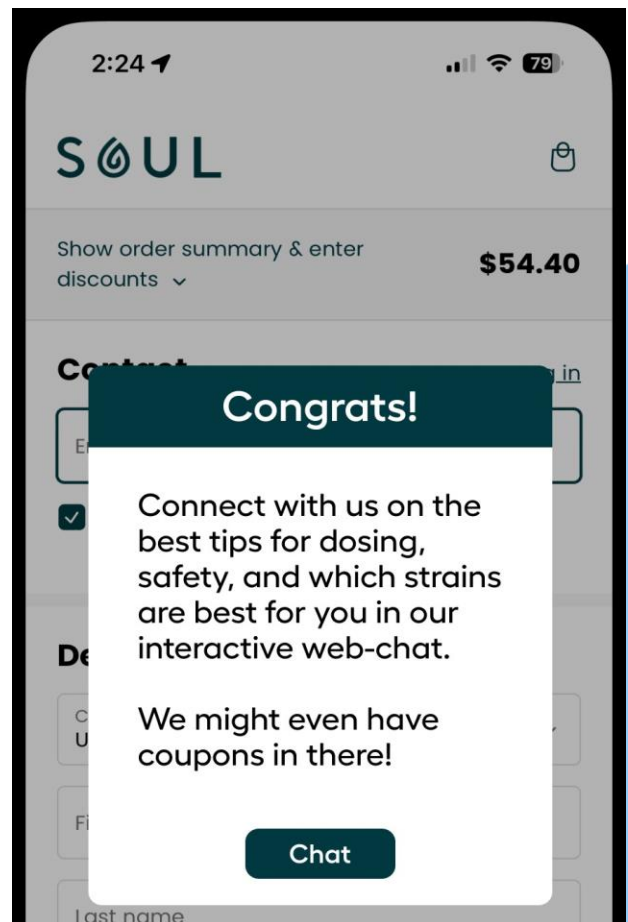 2:24
79
SOUL
Show order summary & enter
discounts
$54.40
Congrats!
Connect with us on the
best tips for dosing,
safety, and which strains
are best for you in our
interactive web-chat.
We might even have
coupons in there!
Chat
Last name